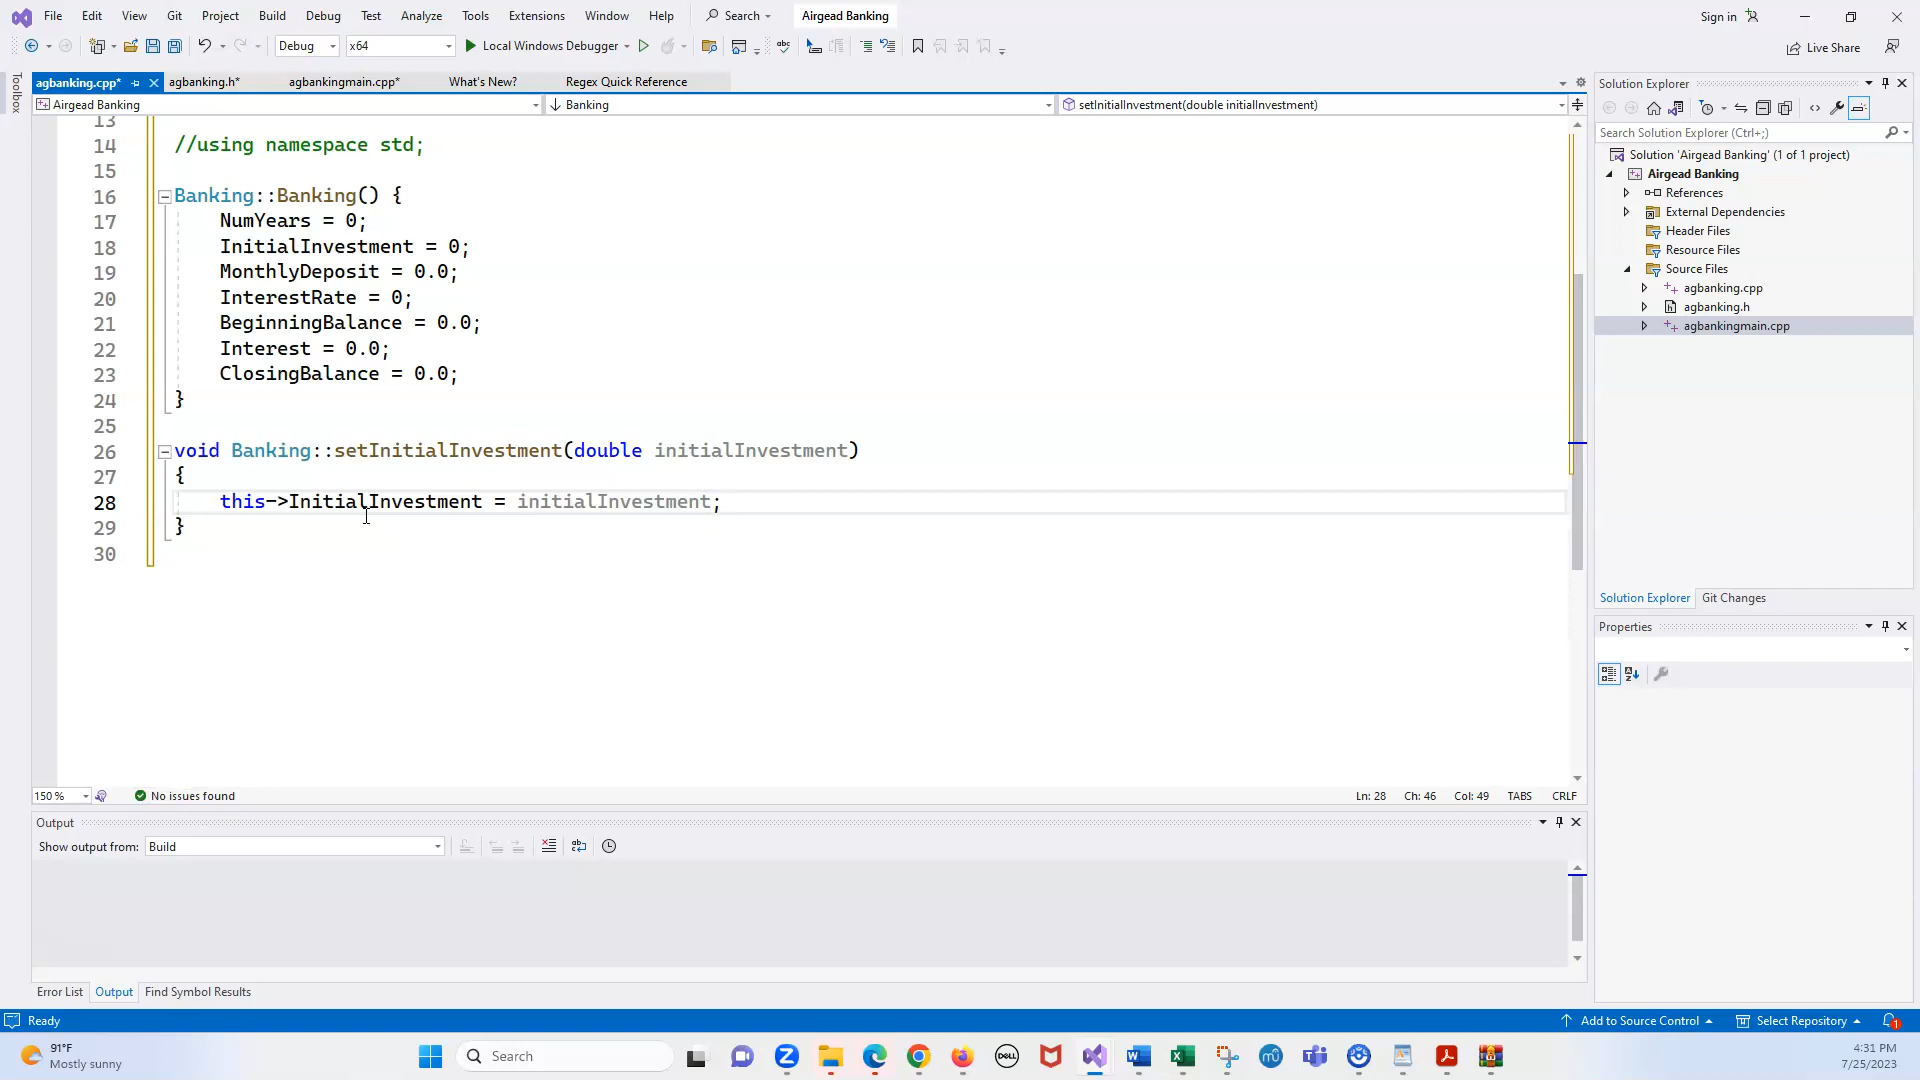 File Edit View Git Project Build Debug Test Analyze Tools Extensions Window Help Search Airgead Banking Sign in
Debug x64 Local Windows Debugger Live Share
Toolbox
agbanking.cpp* agbanking.h* agbankingmain.cpp* What's New? Regex Quick Reference
Airgead Banking Banking setInitialInvestment(double initialInvestment)
13
14 //using namespace std;
15
16 Banking::Banking() {
17 NumYears = 0;
18 InitialInvestment = 0;
19 MonthlyDeposit = 0.0;
20 InterestRate = 0;
21 BeginningBalance = 0.0;
22 Interest = 0.0;
23 ClosingBalance = 0.0;
24 }
25
26 void Banking::setInitialInvestment(double initialInvestment)
27 {
28 this->InitialInvestment = initialInvestment;
29 }
30
150 % No issues found Ln: 28 Ch: 46 Col: 49 TABS CRLF
Output
Show output from: Build
Error List Output Find Symbol Results
Solution Explorer
Search Solution Explorer (Ctrl+;)
Solution 'Airgead Banking' (1 of 1 project)
Airgead Banking
References
External Dependencies
Header Files
Resource Files
Source Files
agbanking.cpp
agbanking.h
agbankingmain.cpp
Solution Explorer Git Changes
Properties
Ready Add to Source Control Select Repository 1
91°F
Mostly sunny
Search
DELL
4:31 PM
7/25/2023